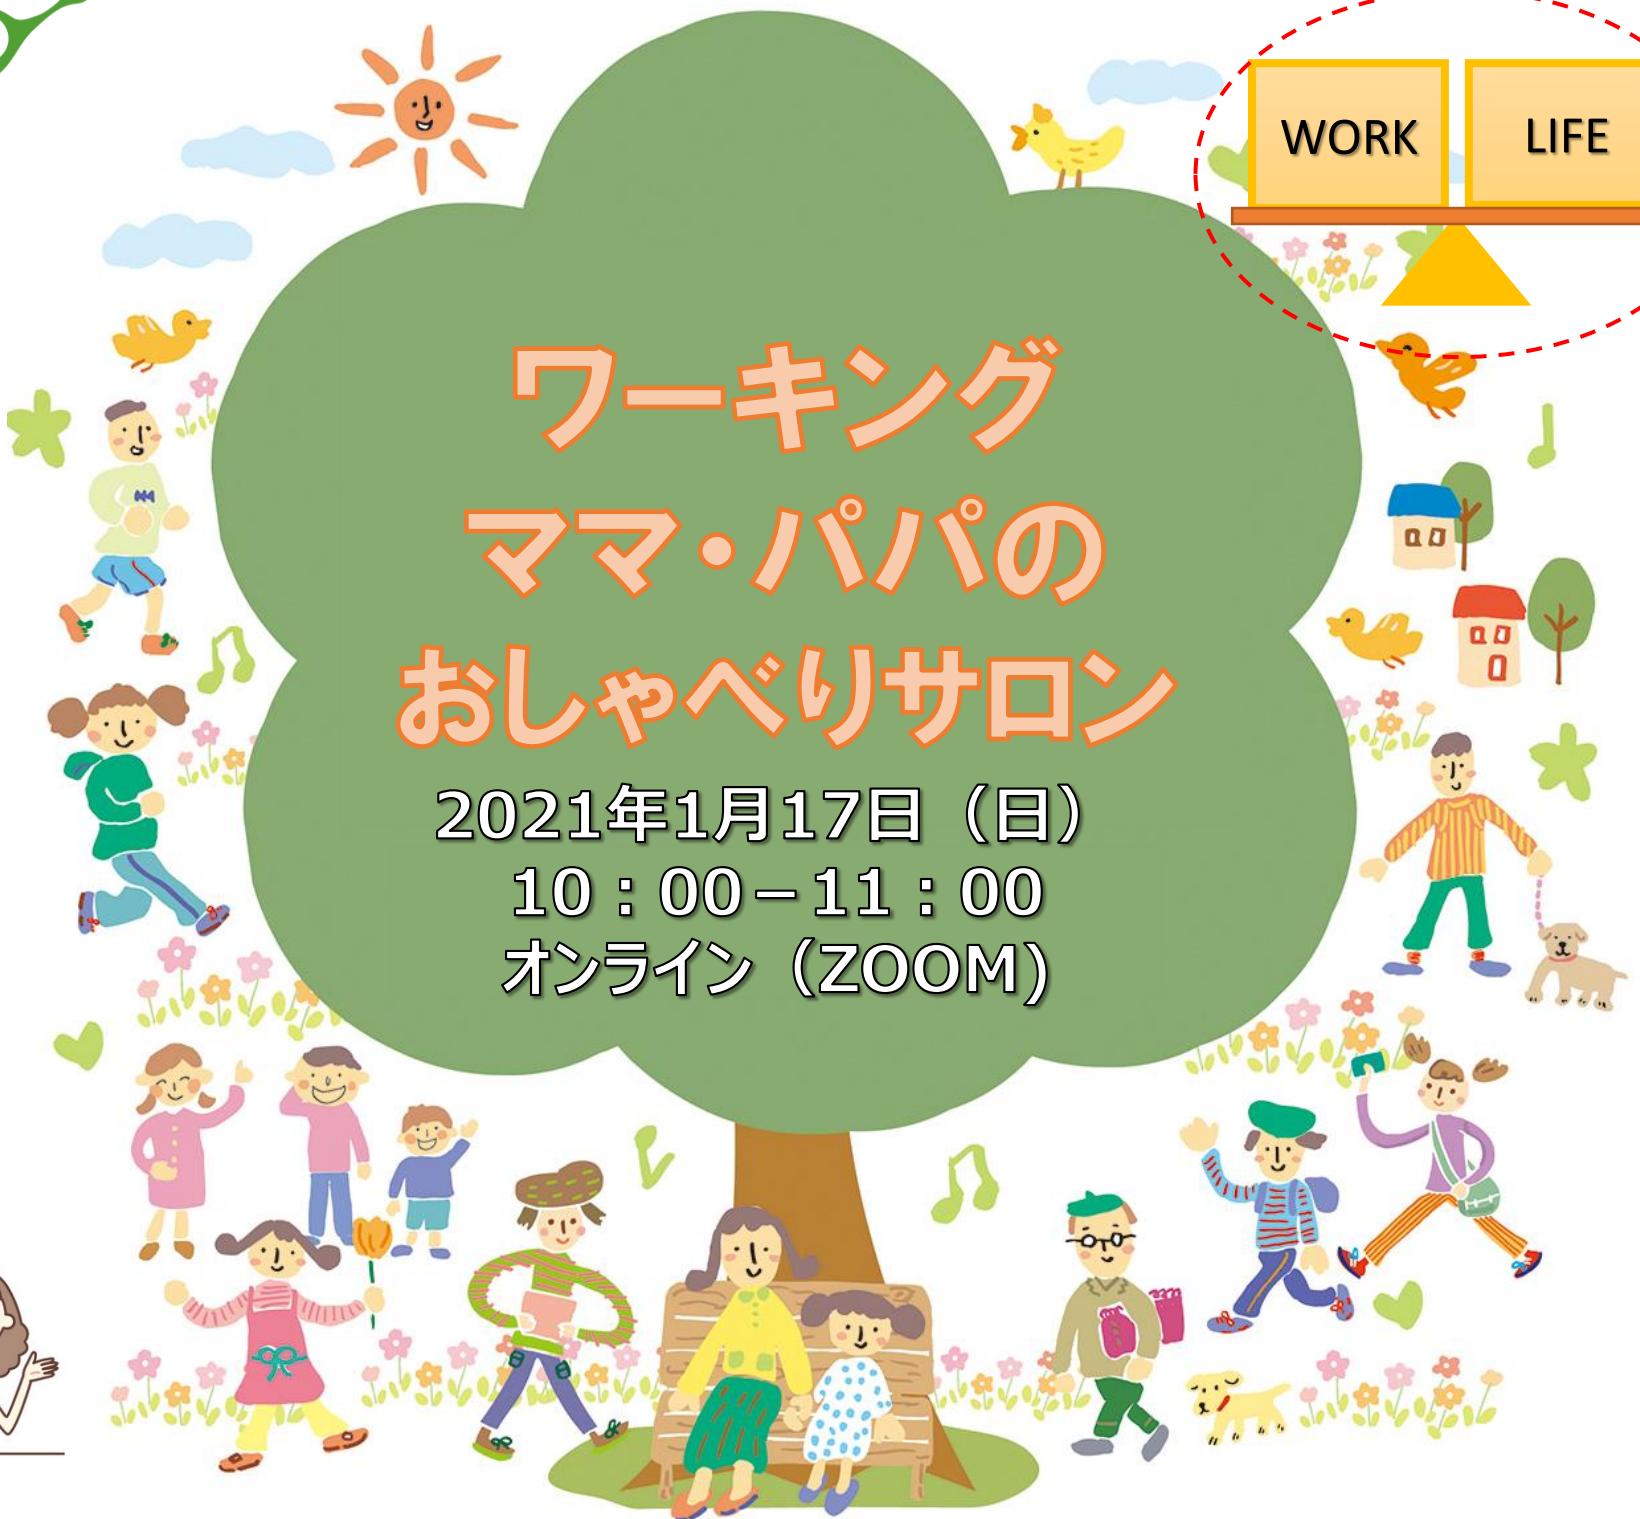 WORK
LIFE
ワーキング
ママ・パパの
おしゃべりサロン
2021年1月17日（日）
10：00－11：00
オンライン（ZOOM)